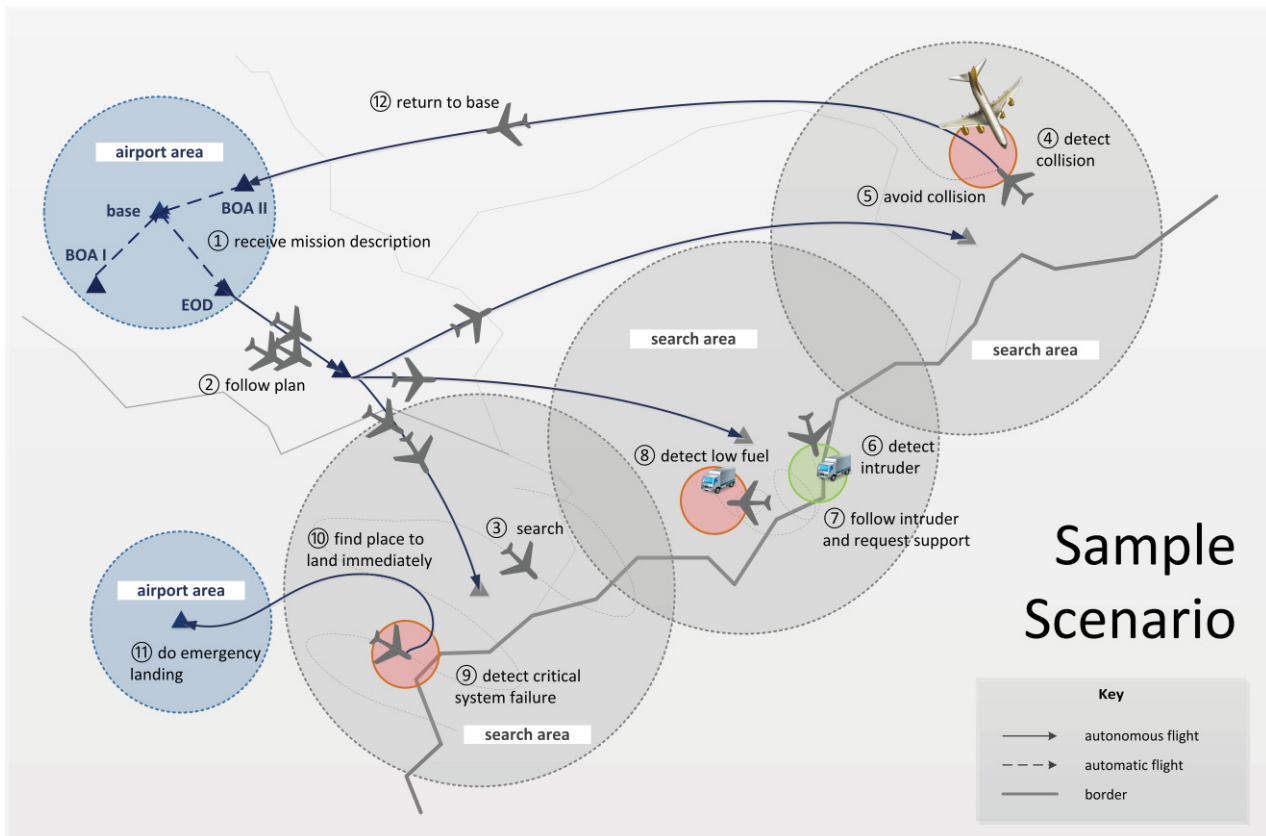 ⑫ return to base
airport area
④ detect
collision
base
BOA II
⑤ avoid collision
① receive mission description
BOA I
EOD
search area
search area
② follow plan
⑧ detect low fuel
⑥ detect
intruder
③ search
⑦ follow intruder
and request support
⑩ find place to
land immediately
Sample
Scenario
airport area
⑪ do emergency
landing
⑨ detect critical
system failure
search area
Key
autonomous flight
automatic flight
border